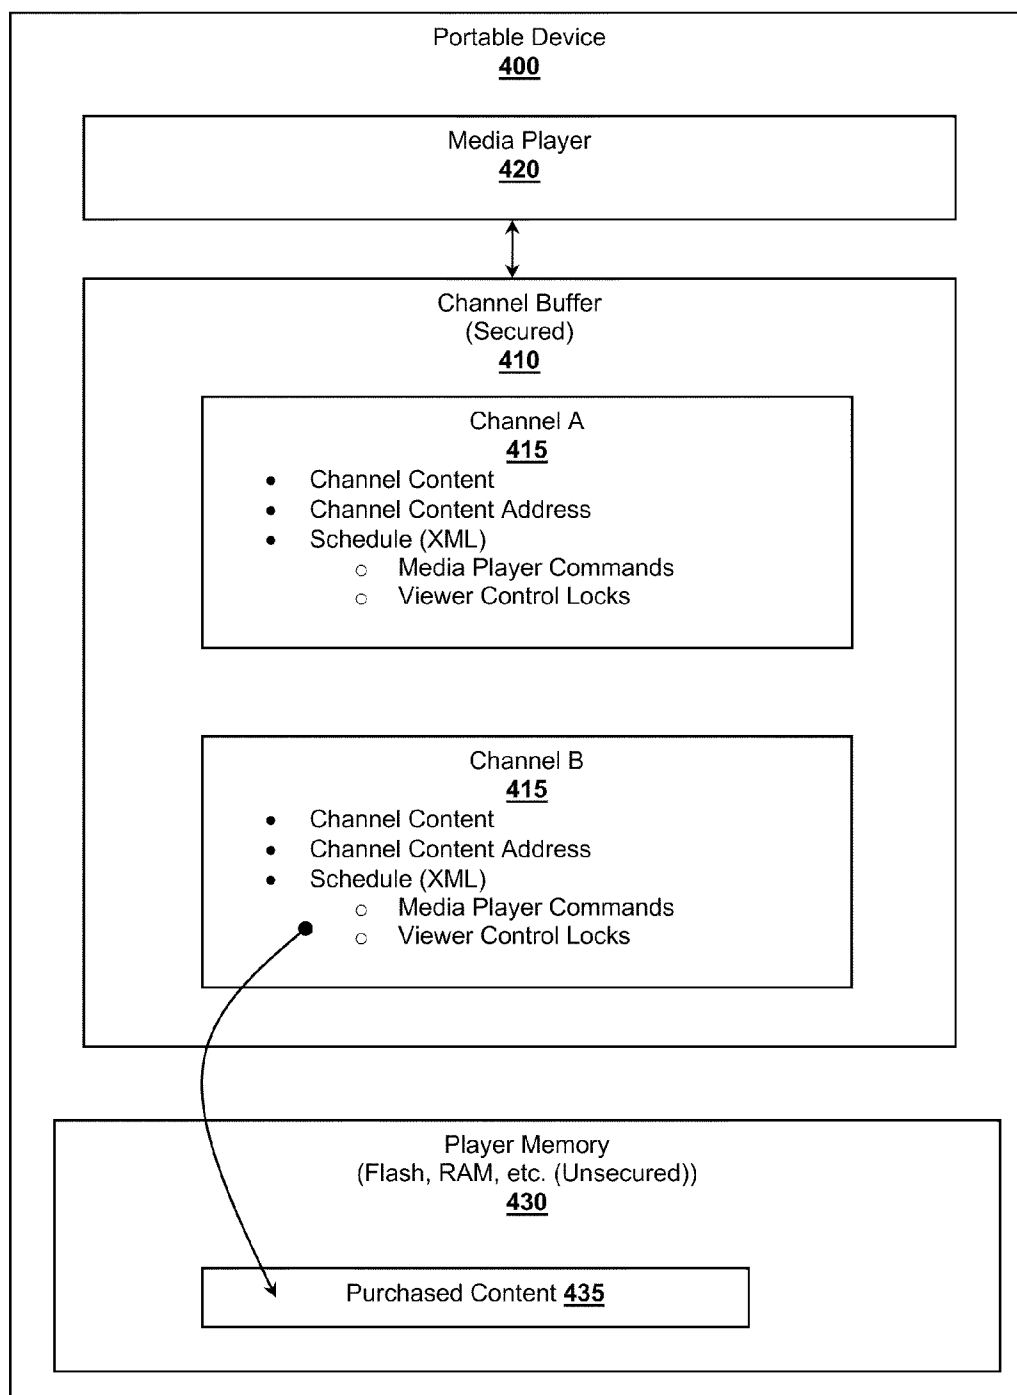 Portable Device
400
Media Player
420
Channel Buffer
(Secured)
410
Channel A
415
• Channel Content
• Channel Content Address
• Schedule (XML)
○ Media Player Commands
○ Viewer Control Locks
Channel B
415
• Channel Content
• Channel Content Address
• Schedule (XML)
○ Media Player Commands
○ Viewer Control Locks
Player Memory
(Flash, RAM, etc. (Unsecured))
430
Purchased Content 435